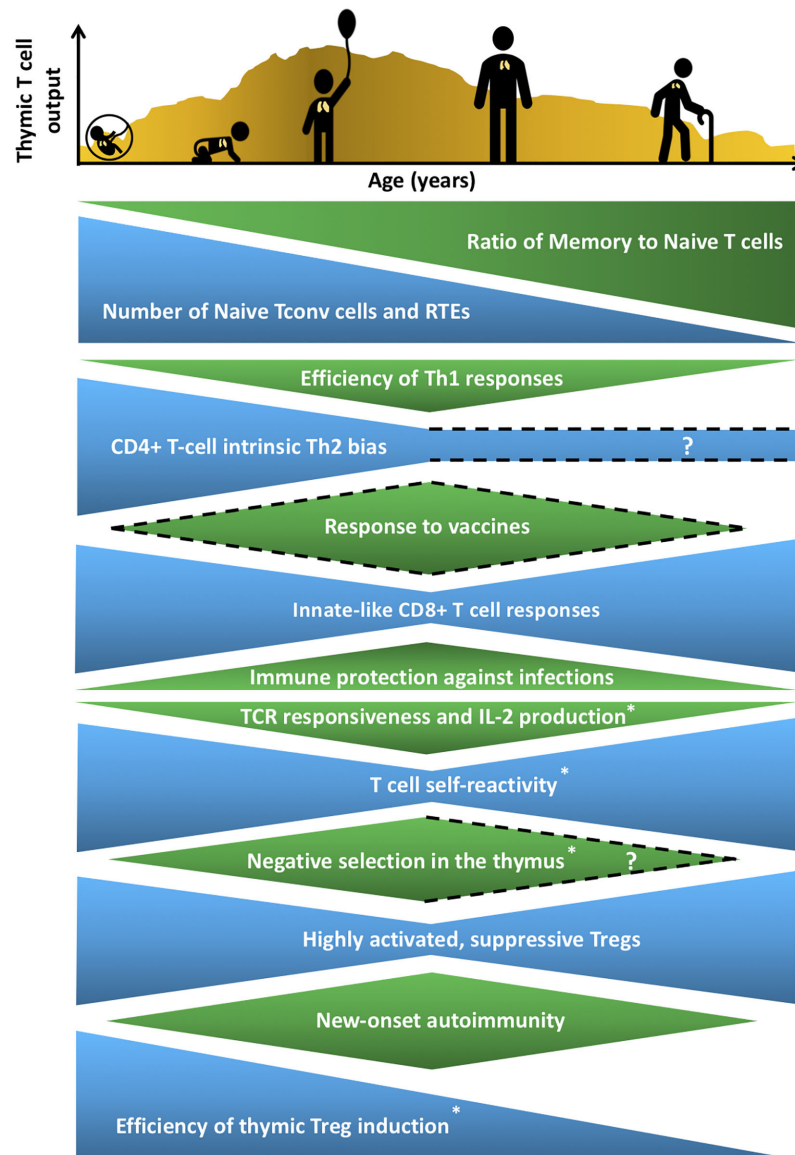 Thymic T cell
output
Age (years)
Ratio of Memory to Naive T cells
Number of Naive Tconv cells and RTEs
Efficiency of Th1 responses
CD4+ T-cell intrinsic Th2 bias
?
Response to vaccines
Innate-like CD8+ T cell responses
Immune protection against infections
TCR responsiveness and IL-2 production*
T cell self-reactivity*
Negative selection in the thymus* ?
Highly activated, suppressive Tregs
New-onset autoimmunity
Efficiency of thymic Treg induction*